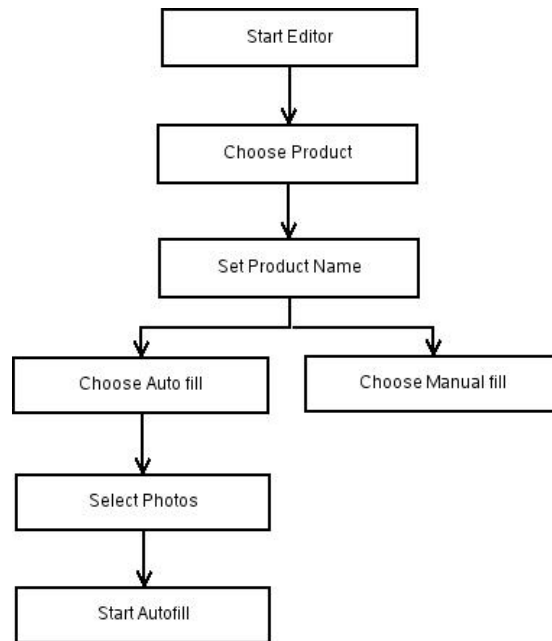 Start Editor
Choose Product
Set Product Name
Choose Auto fill
Choose Manual fill
Select Photos
Start Autofill